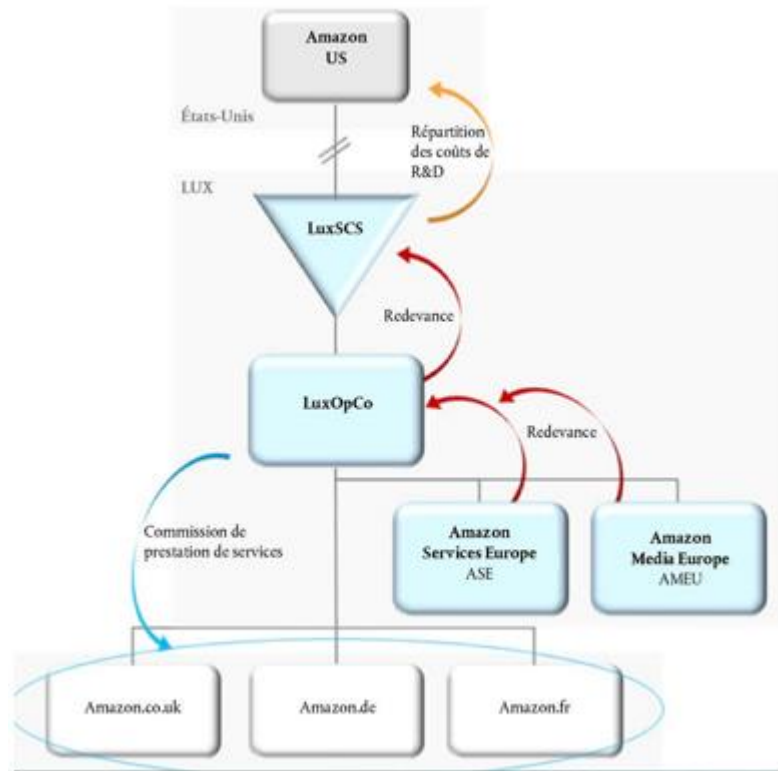 Amazon
US
États-Unis
Répartition
des coûts de
R&D
LUX
LuxSCS
Redevance
LuxOpCo
Redevance
Commission de
prestation de services
Amazon
Services Europe
ASE
Amazon
Media Europe
AMEU
Amazon.co.uk
Amazon.de
Amazon.fr